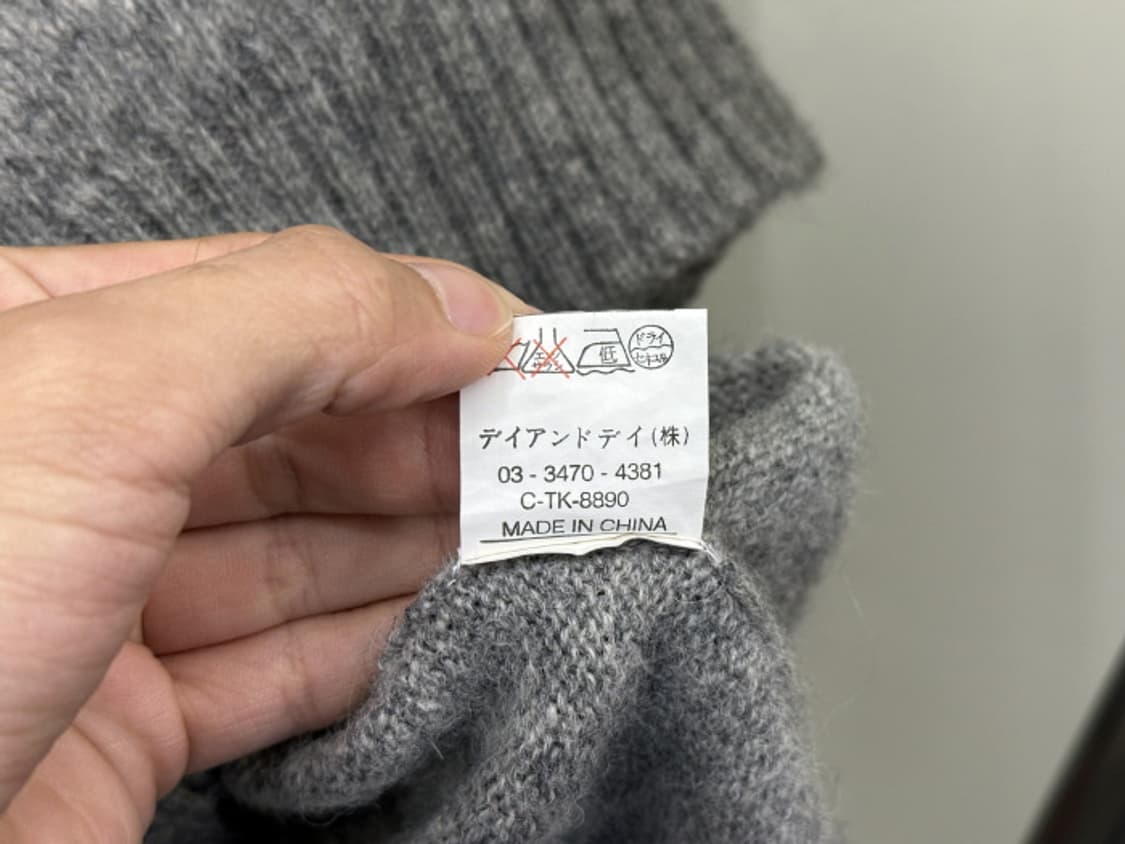 低 ドライ
セキユ系
デイアンドデイ(株)
03 - 3470 - 4381
C-TK-8890
MADE IN CHINA